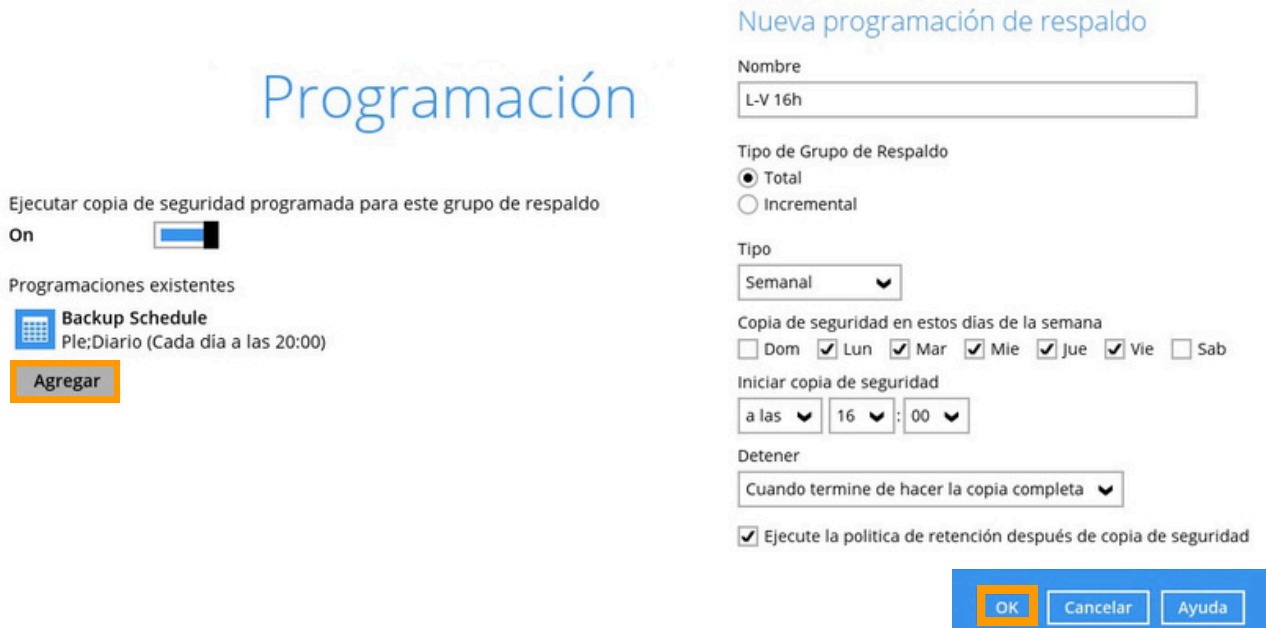 Programación
Ejecutar copia de seguridad programada para este grupo de respaldo
On
Programaciones existentes
Backup Schedule
Ple;Diario (Cada día a las 20:00)
Agregar
Nueva programación de respaldo
Nombre
L-V 16h
Tipo de Grupo de Respaldo
Total
Incremental
Tipo
Semanal
Copia de seguridad en estos días de la semana
Dom Lun Mar Mie Jue Vie Sab
Iniciar copia de seguridad
a las 16 : 00
Detener
Cuando termine de hacer la copia completa
Ejecute la politica de retención después de copia de seguridad
OK Cancelar Ayuda